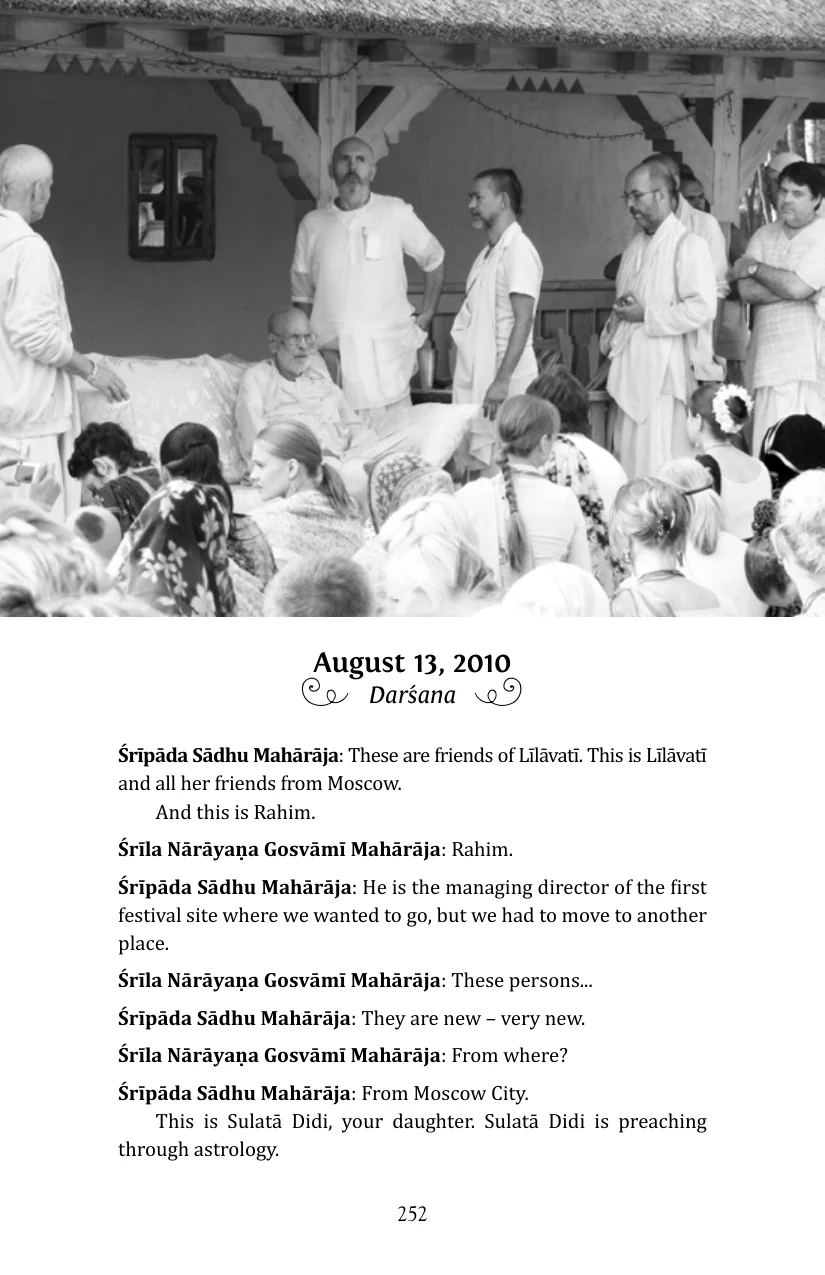 August 13, 2010
Darśana
Śrīpāda Sādhu Mahārāja: These are friends of Līlāvatī. This is Līlāvatī
and all her friends from Moscow.
And this is Rahim.
Śrīla Nārāyaṇa Gosvāmī Mahārāja: Rahim.
Śrīpāda Sādhu Mahārāja: He is the managing director of the first
festival site where we wanted to go, but we had to move to another
place.
Śrīla Nārāyaṇa Gosvāmī Mahārāja: These persons...
Śrīpāda Sādhu Mahārāja: They are new – very new.
Śrīla Nārāyaṇa Gosvāmī Mahārāja: From where?
Śrīpāda Sādhu Mahārāja: From Moscow City.
This is Sulatā Didi, your daughter. Sulatā Didi is preaching
through astrology.
252